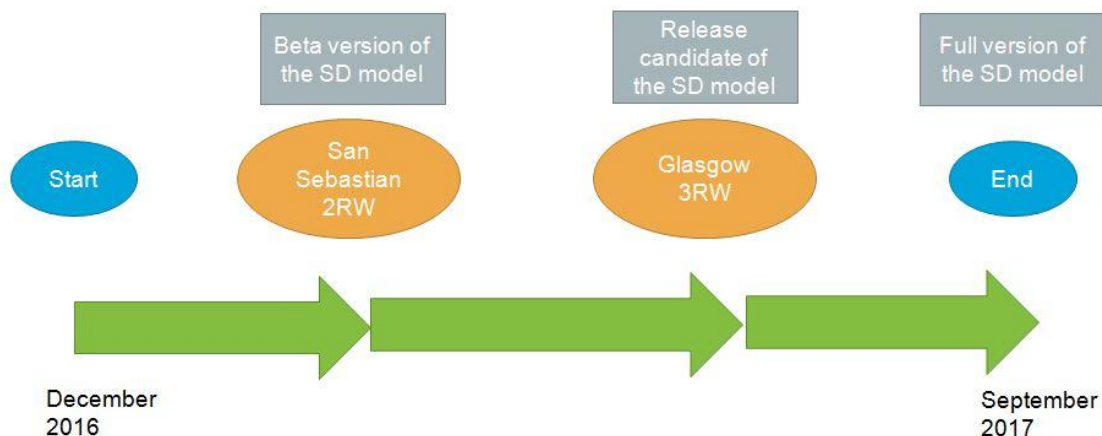 Beta version of
the SD model
Release
candidate of
the SD model
Full version of
the SD model
Start
San
Sebastian
2RW
Glasgow
3RW
End
December
2016
September
2017